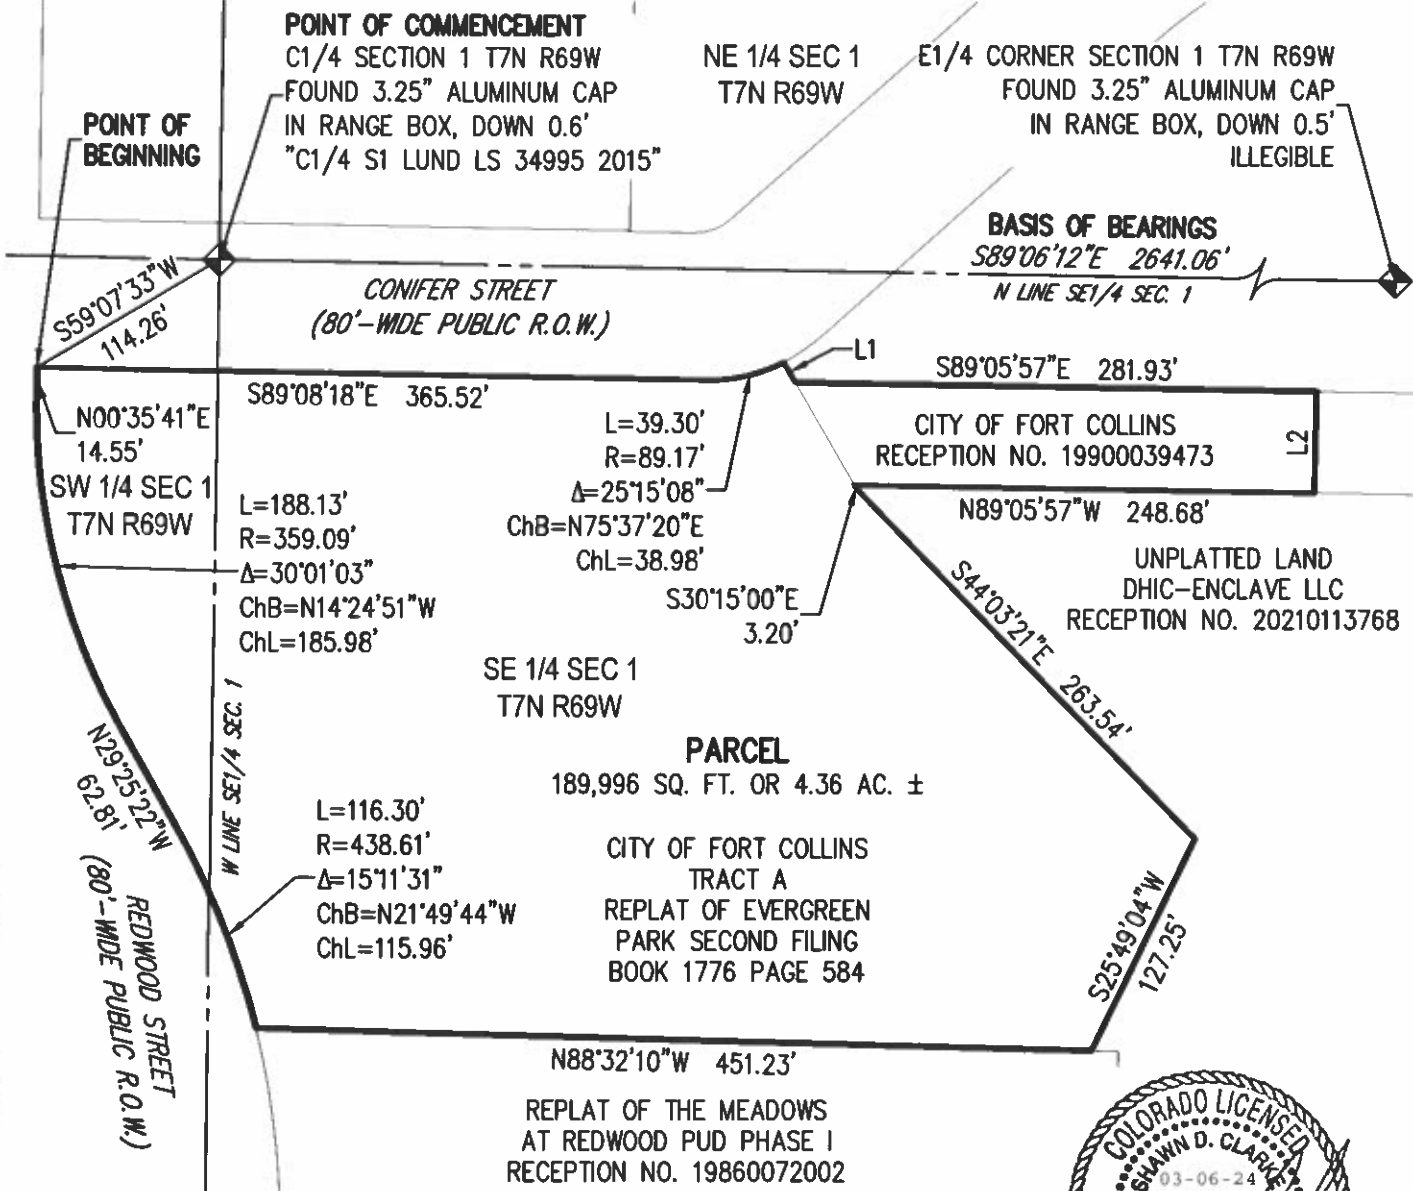 POINT OF COMMENCEMENT
C1/4 SECTION 1 T7N R69W
FOUND 3.25" ALUMINUM CAP
IN RANGE BOX, DOWN 0.6'
"C1/4 S1 LUND LS 34995 2015"
NE 1/4 SEC 1
T7N R69W
E1/4 CORNER SECTION 1 T7N R69W
FOUND 3.25" ALUMINUM CAP
IN RANGE BOX, DOWN 0.5'
ILLEGIBLE
POINT OF
BEGINNING
BASIS OF BEARINGS
S89°06'12"E 2641.06'
N LINE SE1/4 SEC. 1
S59°07'33"W
114.26'
CONIFER STREET
(80'-WIDE PUBLIC R.O.W.)
L1
S89°08'18"E 365.52'
S89°05'57"E 281.93'
N00°35'41"E
14.55'
SW 1/4 SEC 1
T7N R69W
L=39.30'
R=89.17'
Δ=25°15'08"
ChB=N75°37'20"E
ChL=38.98'
CITY OF FORT COLLINS
RECEPTION NO. 19900039473
L2
N89°05'57"W 248.68'
L=188.13'
R=359.09'
Δ=30°01'03"
ChB=N14°24'51"W
ChL=185.98'
S30°15'00"E
3.20'
UNPLATTED LAND
DHIC-ENCLAVE LLC
RECEPTION NO. 20210113768
S44°03'21"E 263.54'
SE 1/4 SEC 1
T7N R69W
W LINE SE1/4 SEC. 1
N29°25'22"W
62.81'
PARCEL
189,996 SQ. FT. OR 4.36 AC. ±
L=116.30'
R=438.61'
Δ=15°11'31"
ChB=N21°49'44"W
ChL=115.96'
CITY OF FORT COLLINS
TRACT A
REPLAT OF EVERGREEN
PARK SECOND FILING
BOOK 1776 PAGE 584
S25°49'04"W
127.25'
REDWOOD STREET
(80'-WIDE PUBLIC R.O.W.)
N88°32'10"W 451.23'
REPLAT OF THE MEADOWS
AT REDWOOD PUD PHASE I
RECEPTION NO. 19860072002
COLORADO LICENSED
SHAWN D. CLARKE
03-06-24